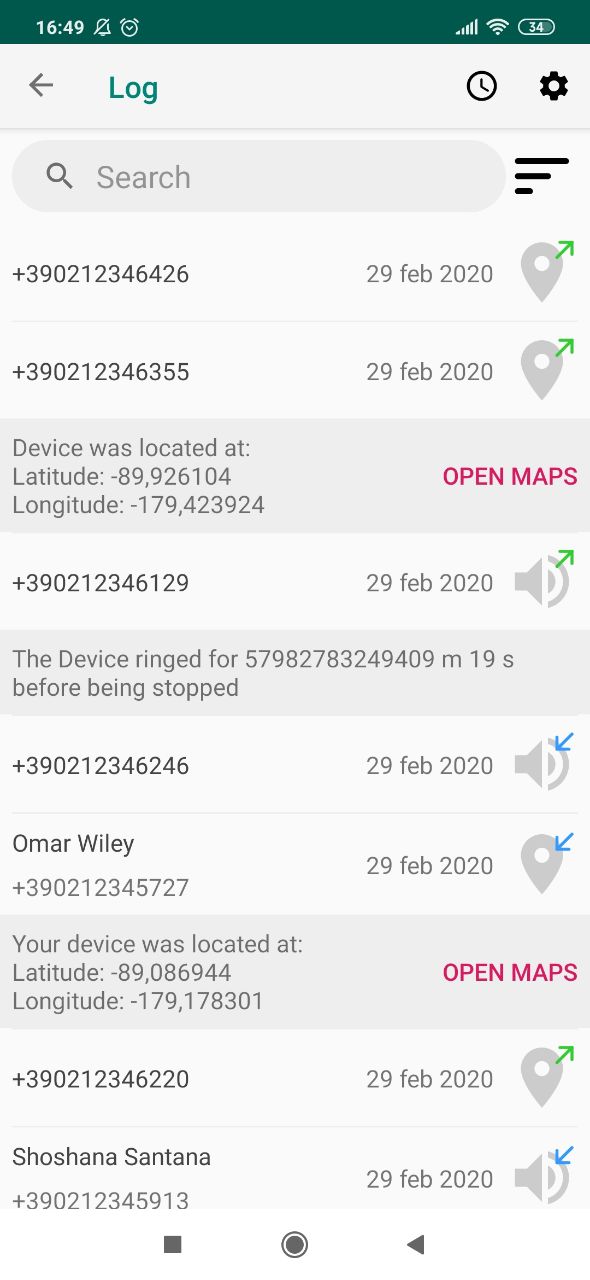 16:49
34
Log
Search
+390212346426
29 feb 2020
+390212346355
29 feb 2020
Device was located at:
Latitude: -89,926104
Longitude: -179,423924
OPEN MAPS
+390212346129
29 feb 2020
The Device ringed for 57982783249409 m 19 s
before being stopped
+390212346246
29 feb 2020
Omar Wiley
+390212345727
29 feb 2020
Your device was located at:
Latitude: -89,086944
Longitude: -179,178301
OPEN MAPS
+390212346220
29 feb 2020
Shoshana Santana
+390212345913
29 feb 2020